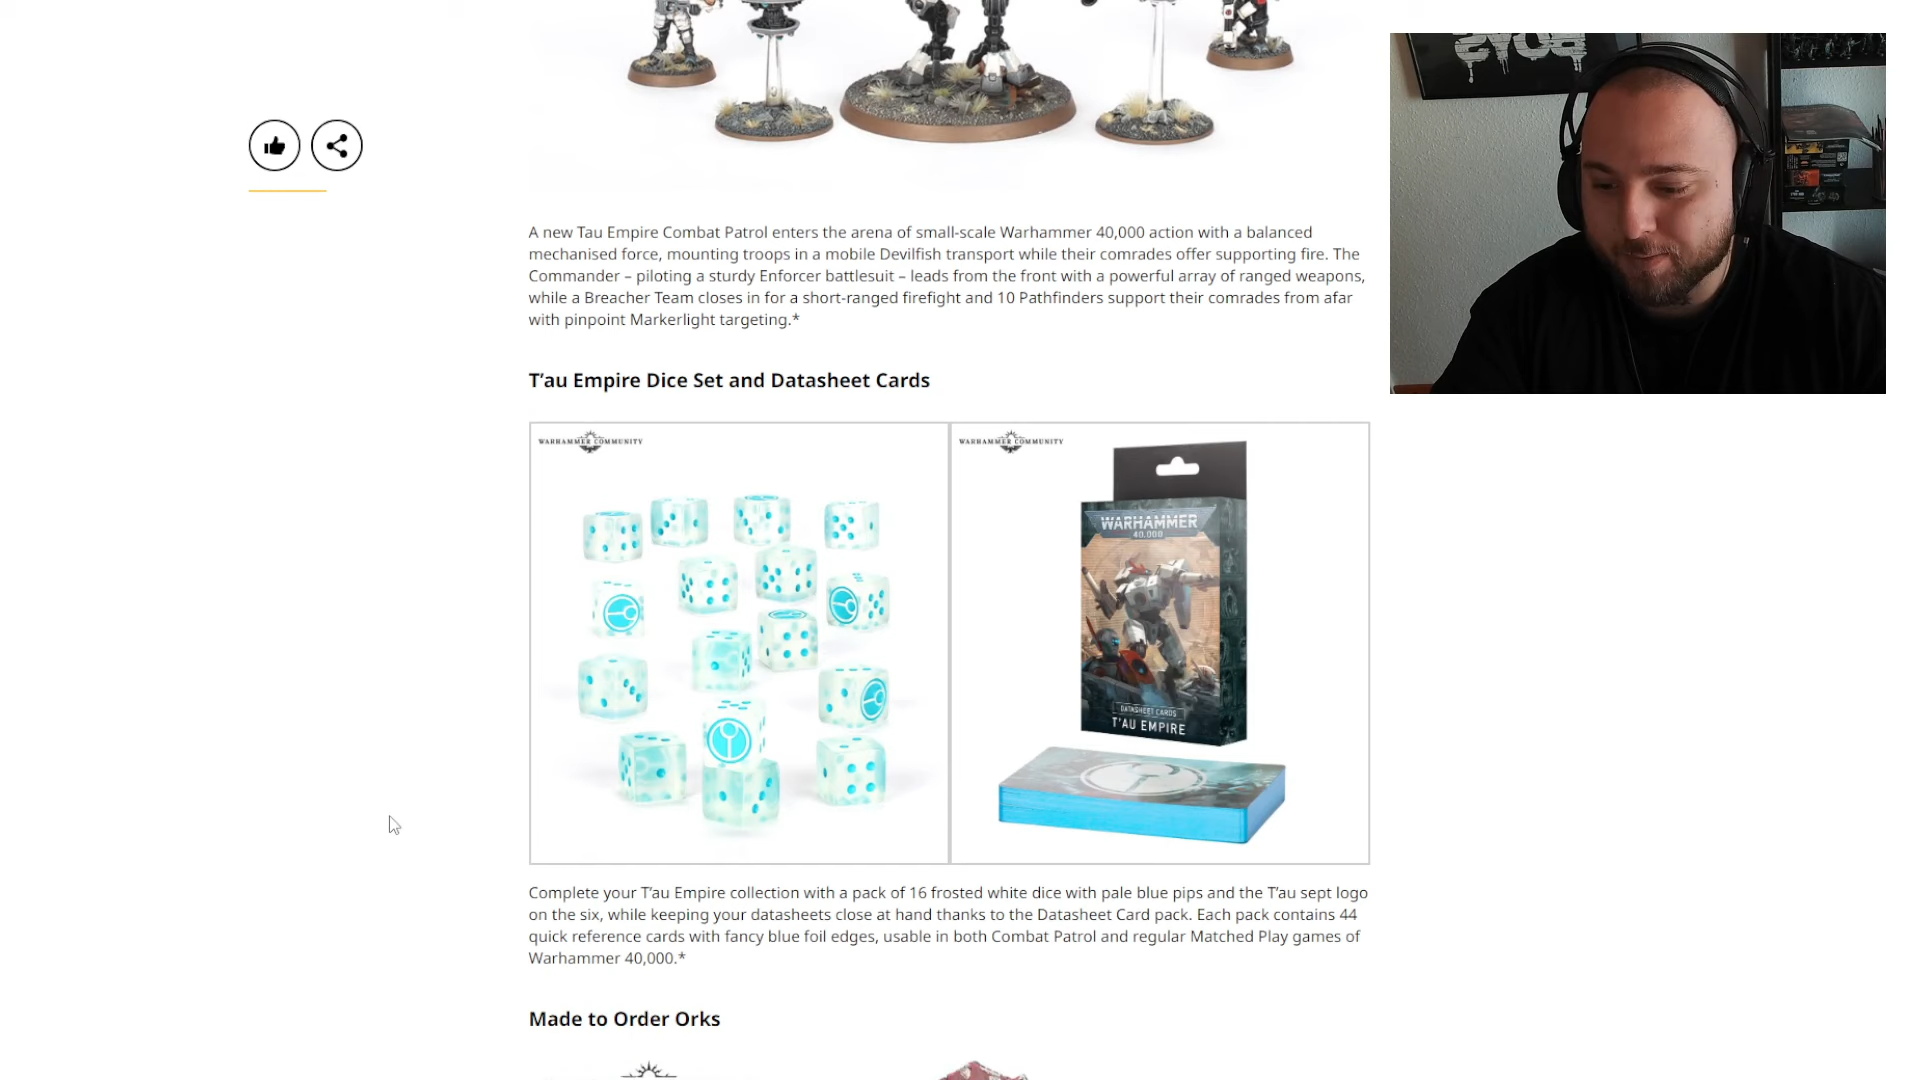 A new Tau Empire Combat Patrol enters the arena of small-scale Warhammer 40,000 action with a balanced
mechanised force, mounting troops in a mobile Devilfish transport while their comrades offer supporting fire. The
Commander – piloting a sturdy Enforcer battlesuit – leads from the front with a powerful array of ranged weapons,
while a Breacher Team closes in for a short-ranged firefight and 10 Pathfinders support their comrades from afar
with pinpoint Markerlight targeting.*
T'au Empire Dice Set and Datasheet Cards
WARHAMMER COMMUNITY
WARHAMMER COMMUNITY
WARHAMMER
40,000
DATASHEET CARDS
T'AU EMPIRE
Complete your T'au Empire collection with a pack of 16 frosted white dice with pale blue pips and the T'au sept logo
on the six, while keeping your datasheets close at hand thanks to the Datasheet Card pack. Each pack contains 44
quick reference cards with fancy blue foil edges, usable in both Combat Patrol and regular Matched Play games of
Warhammer 40,000.*
Made to Order Orks